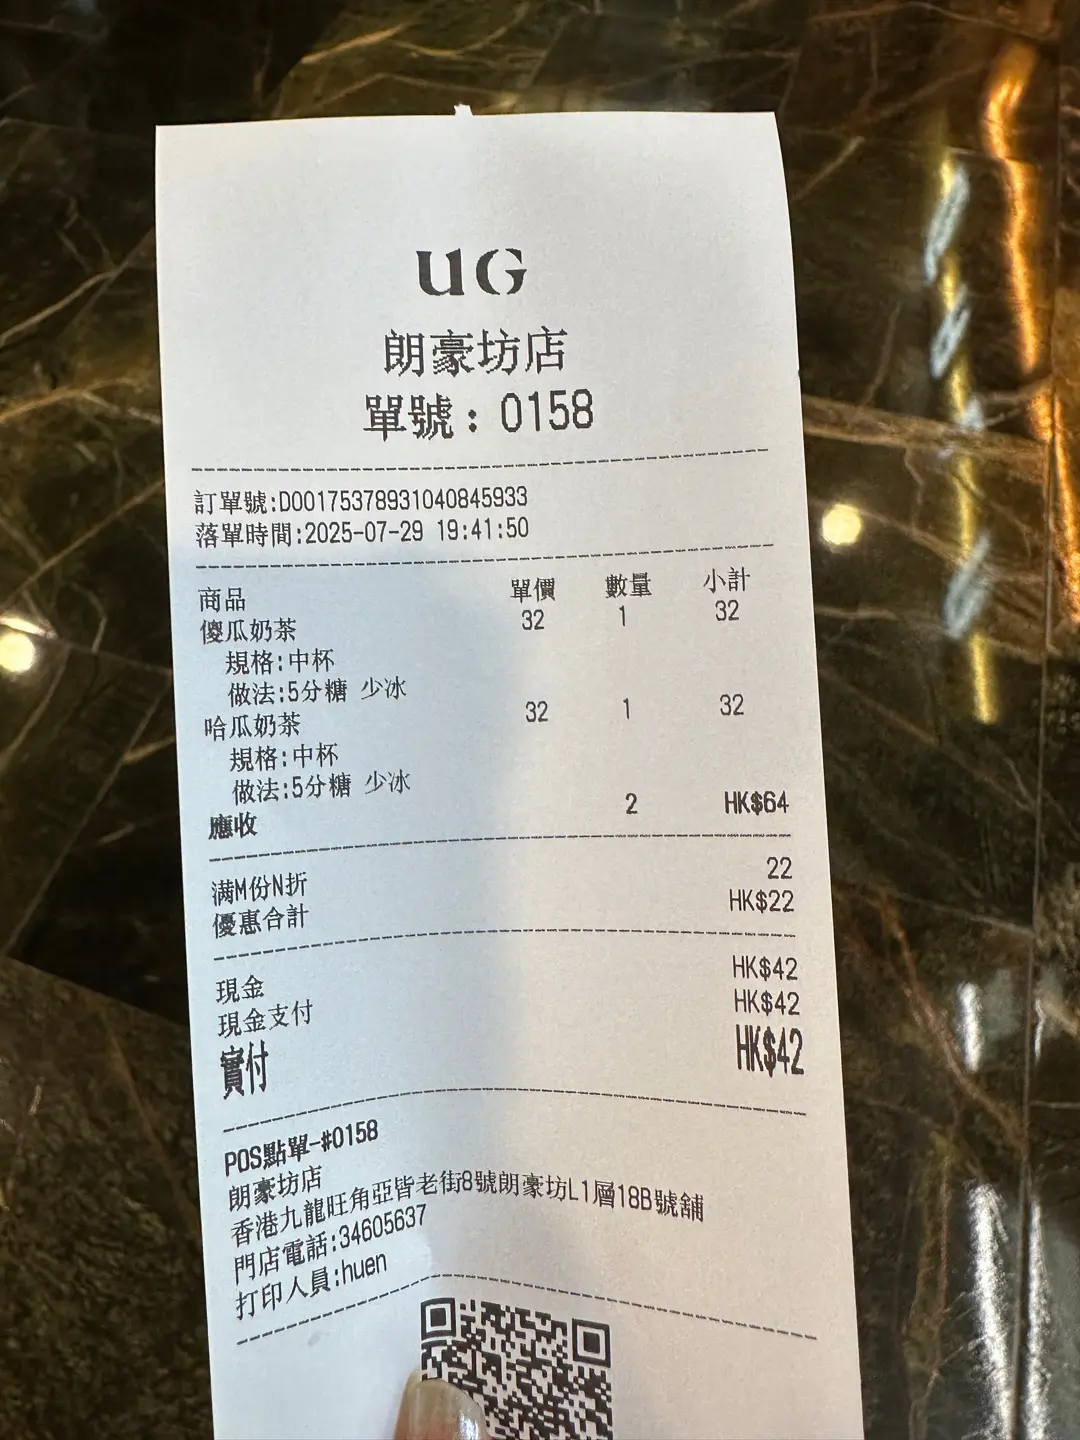 UG
朗豪坊店
單號：0158
訂單號:D00175378931040845933
落單時間:2025-07-29 19:41:50
商品 單價 數量 小計
傻瓜奶茶 32 1 32
規格:中杯
做法:5分糖 少冰
哈瓜奶茶 32 1 32
規格:中杯
做法:5分糖 少冰
應收 2 HK$64
满M份N折 22
優惠合計 HK$22
現金 HK$42
現金支付 HK$42
實付 HK$42
POS點單-#0158
朗豪坊店
香港九龍旺角亞皆老街8號朗豪坊L1層18B號舖
門店電話:34605637
打印人員:huen